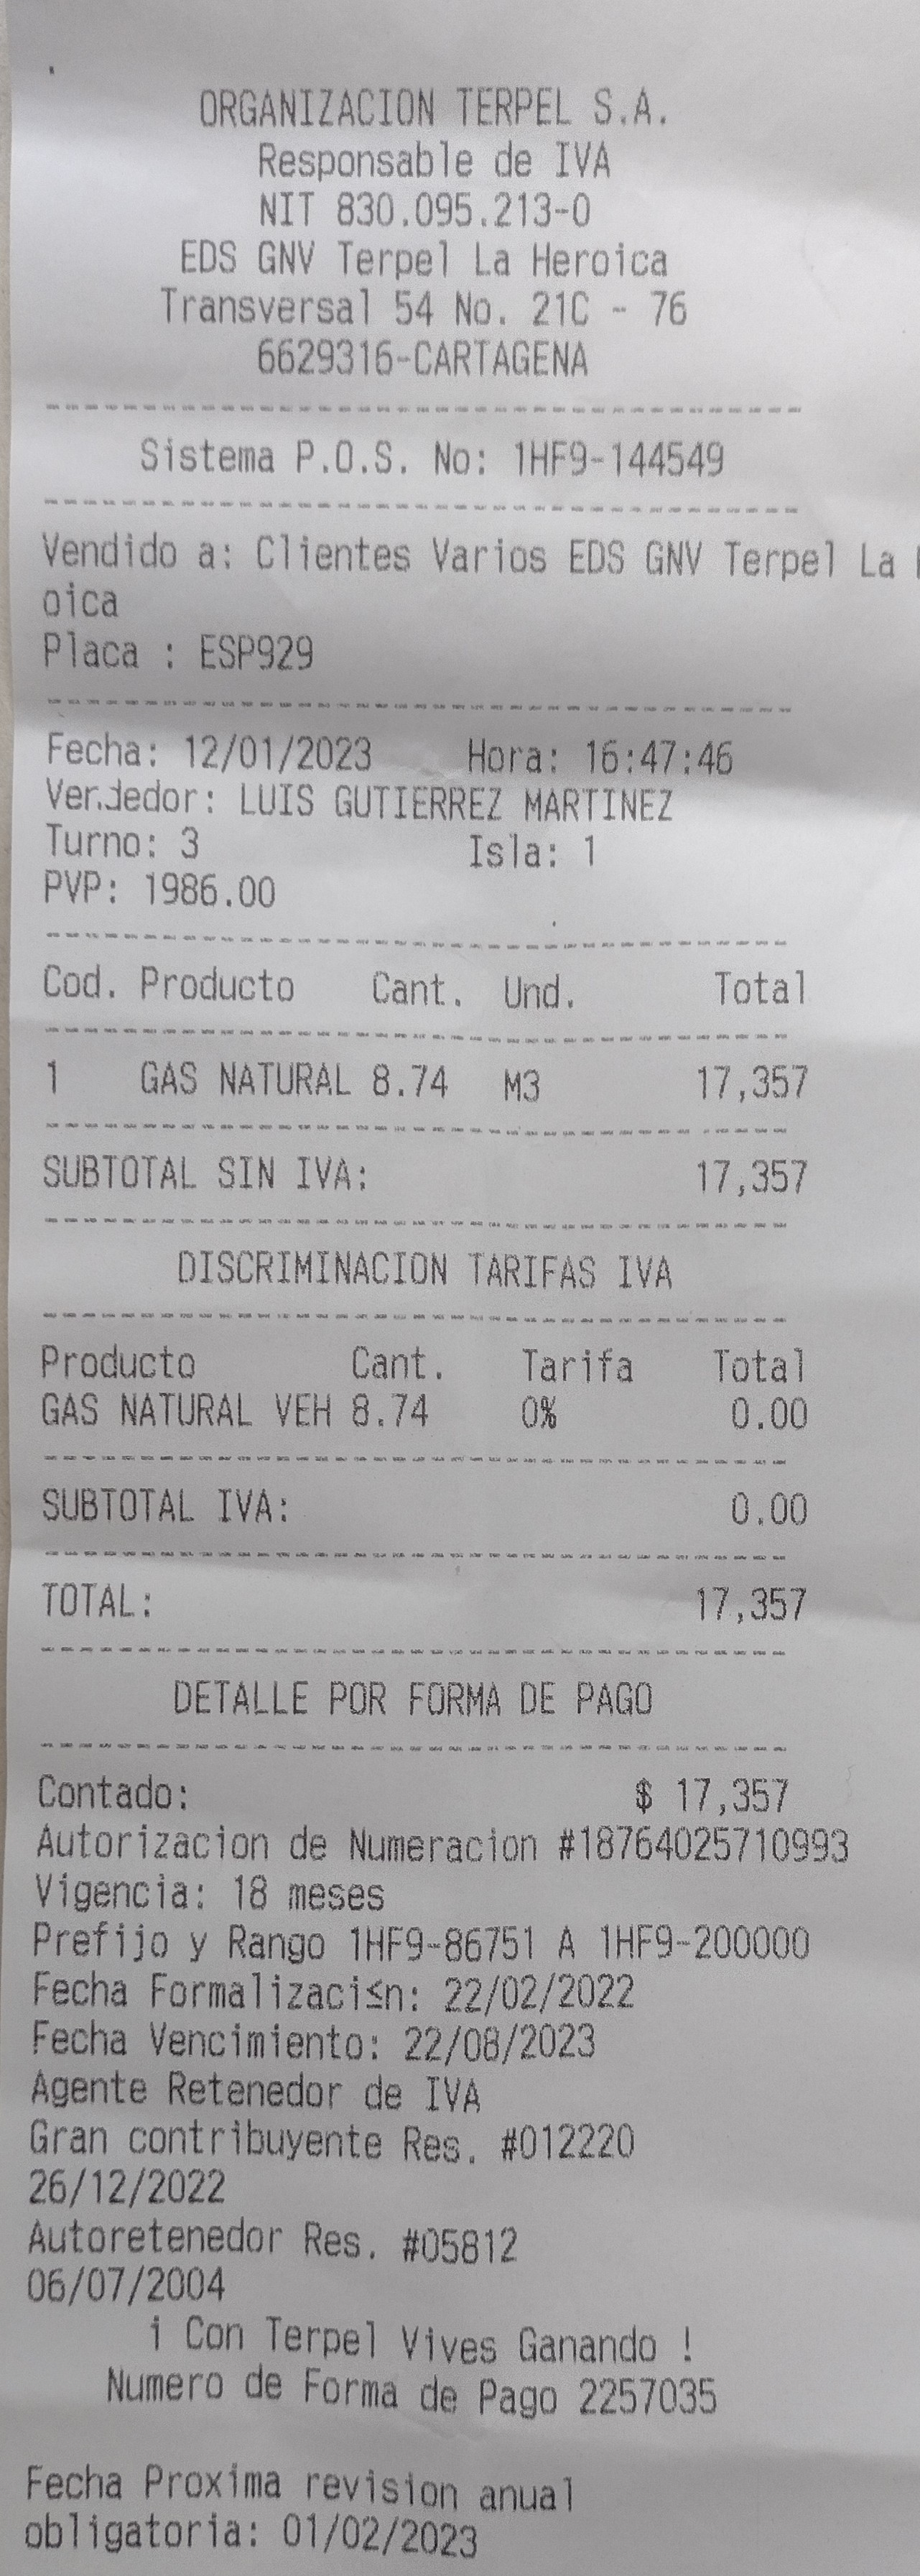 ORGANIZACION TERPEL S.A.
Responsable de IVA
NIT 830.095.213-0
EDS GNV Terpel La Heroica
Transversal 54 No. 21C - 76
6629316-CARTAGENA
Sistema P.O.S. No: 1HF9-144549
Vendido a: Clientes Varios EDS GNV Terpel La
oica
Placa : ESP929
Fecha: 12/01/2023 Hora: 16:47:46
Vendedor: LUIS GUTIERREZ MARTINEZ
Turno: 3 Isla: 1
PVP: 1986.00
Cod. Producto Cant. Und. Total
1 GAS NATURAL 8.74 M3 17,357
SUBTOTAL SIN IVA: 17,357
DISCRIMINACION TARIFAS IVA
Producto Cant. Tarifa Total
GAS NATURAL VEH 8.74 0% 0.00
SUBTOTAL IVA: 0.00
TOTAL: 17,357
DETALLE POR FORMA DE PAGO
Contado: $ 17,357
Autorizacion de Numeracion #18764025710993
Vigencia: 18 meses
Prefijo y Rango 1HF9-86751 A 1HF9-200000
Fecha Formalizaci≤n: 22/02/2022
Fecha Vencimiento: 22/08/2023
Agente Retenedor de IVA
Gran contribuyente Res. #012220
26/12/2022
Autoretenedor Res. #05812
06/07/2004
¡ Con Terpel Vives Ganando !
Numero de Forma de Pago 2257035
Fecha Proxima revision anual
obligatoria: 01/02/2023